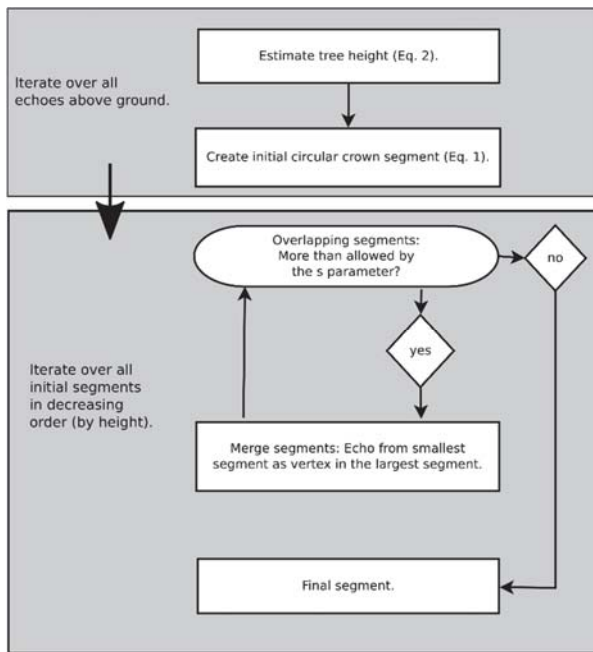 Iterate over all
echoes above ground.
Estimate tree height (Eq. 2).
Create initial circular crown segment (Eq. 1).
Iterate over all
initial segments
in decreasing
order (by height).
Overlapping segments:
More than allowed by
the s parameter?
no
yes
Merge segments: Echo from smallest
segment as vertex in the largest segment.
Final segment.